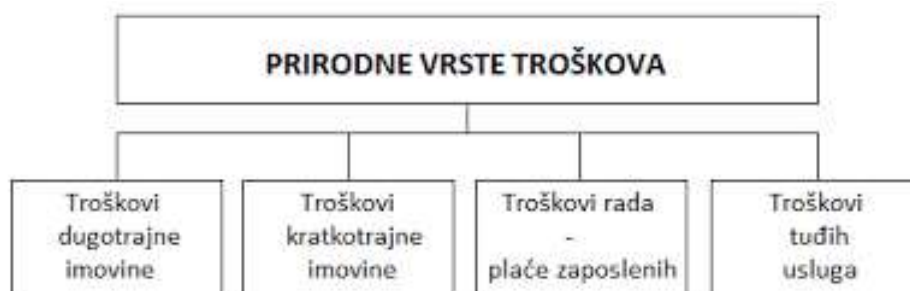 PRIRODNE VRSTE TROŠKOVA
Troškovi
dugotrajne
imovine
Troškovi
kratkotrajne
imovine
Troškovi rada
-
plaće zaposlenih
Troškovi
tuđih
usluga